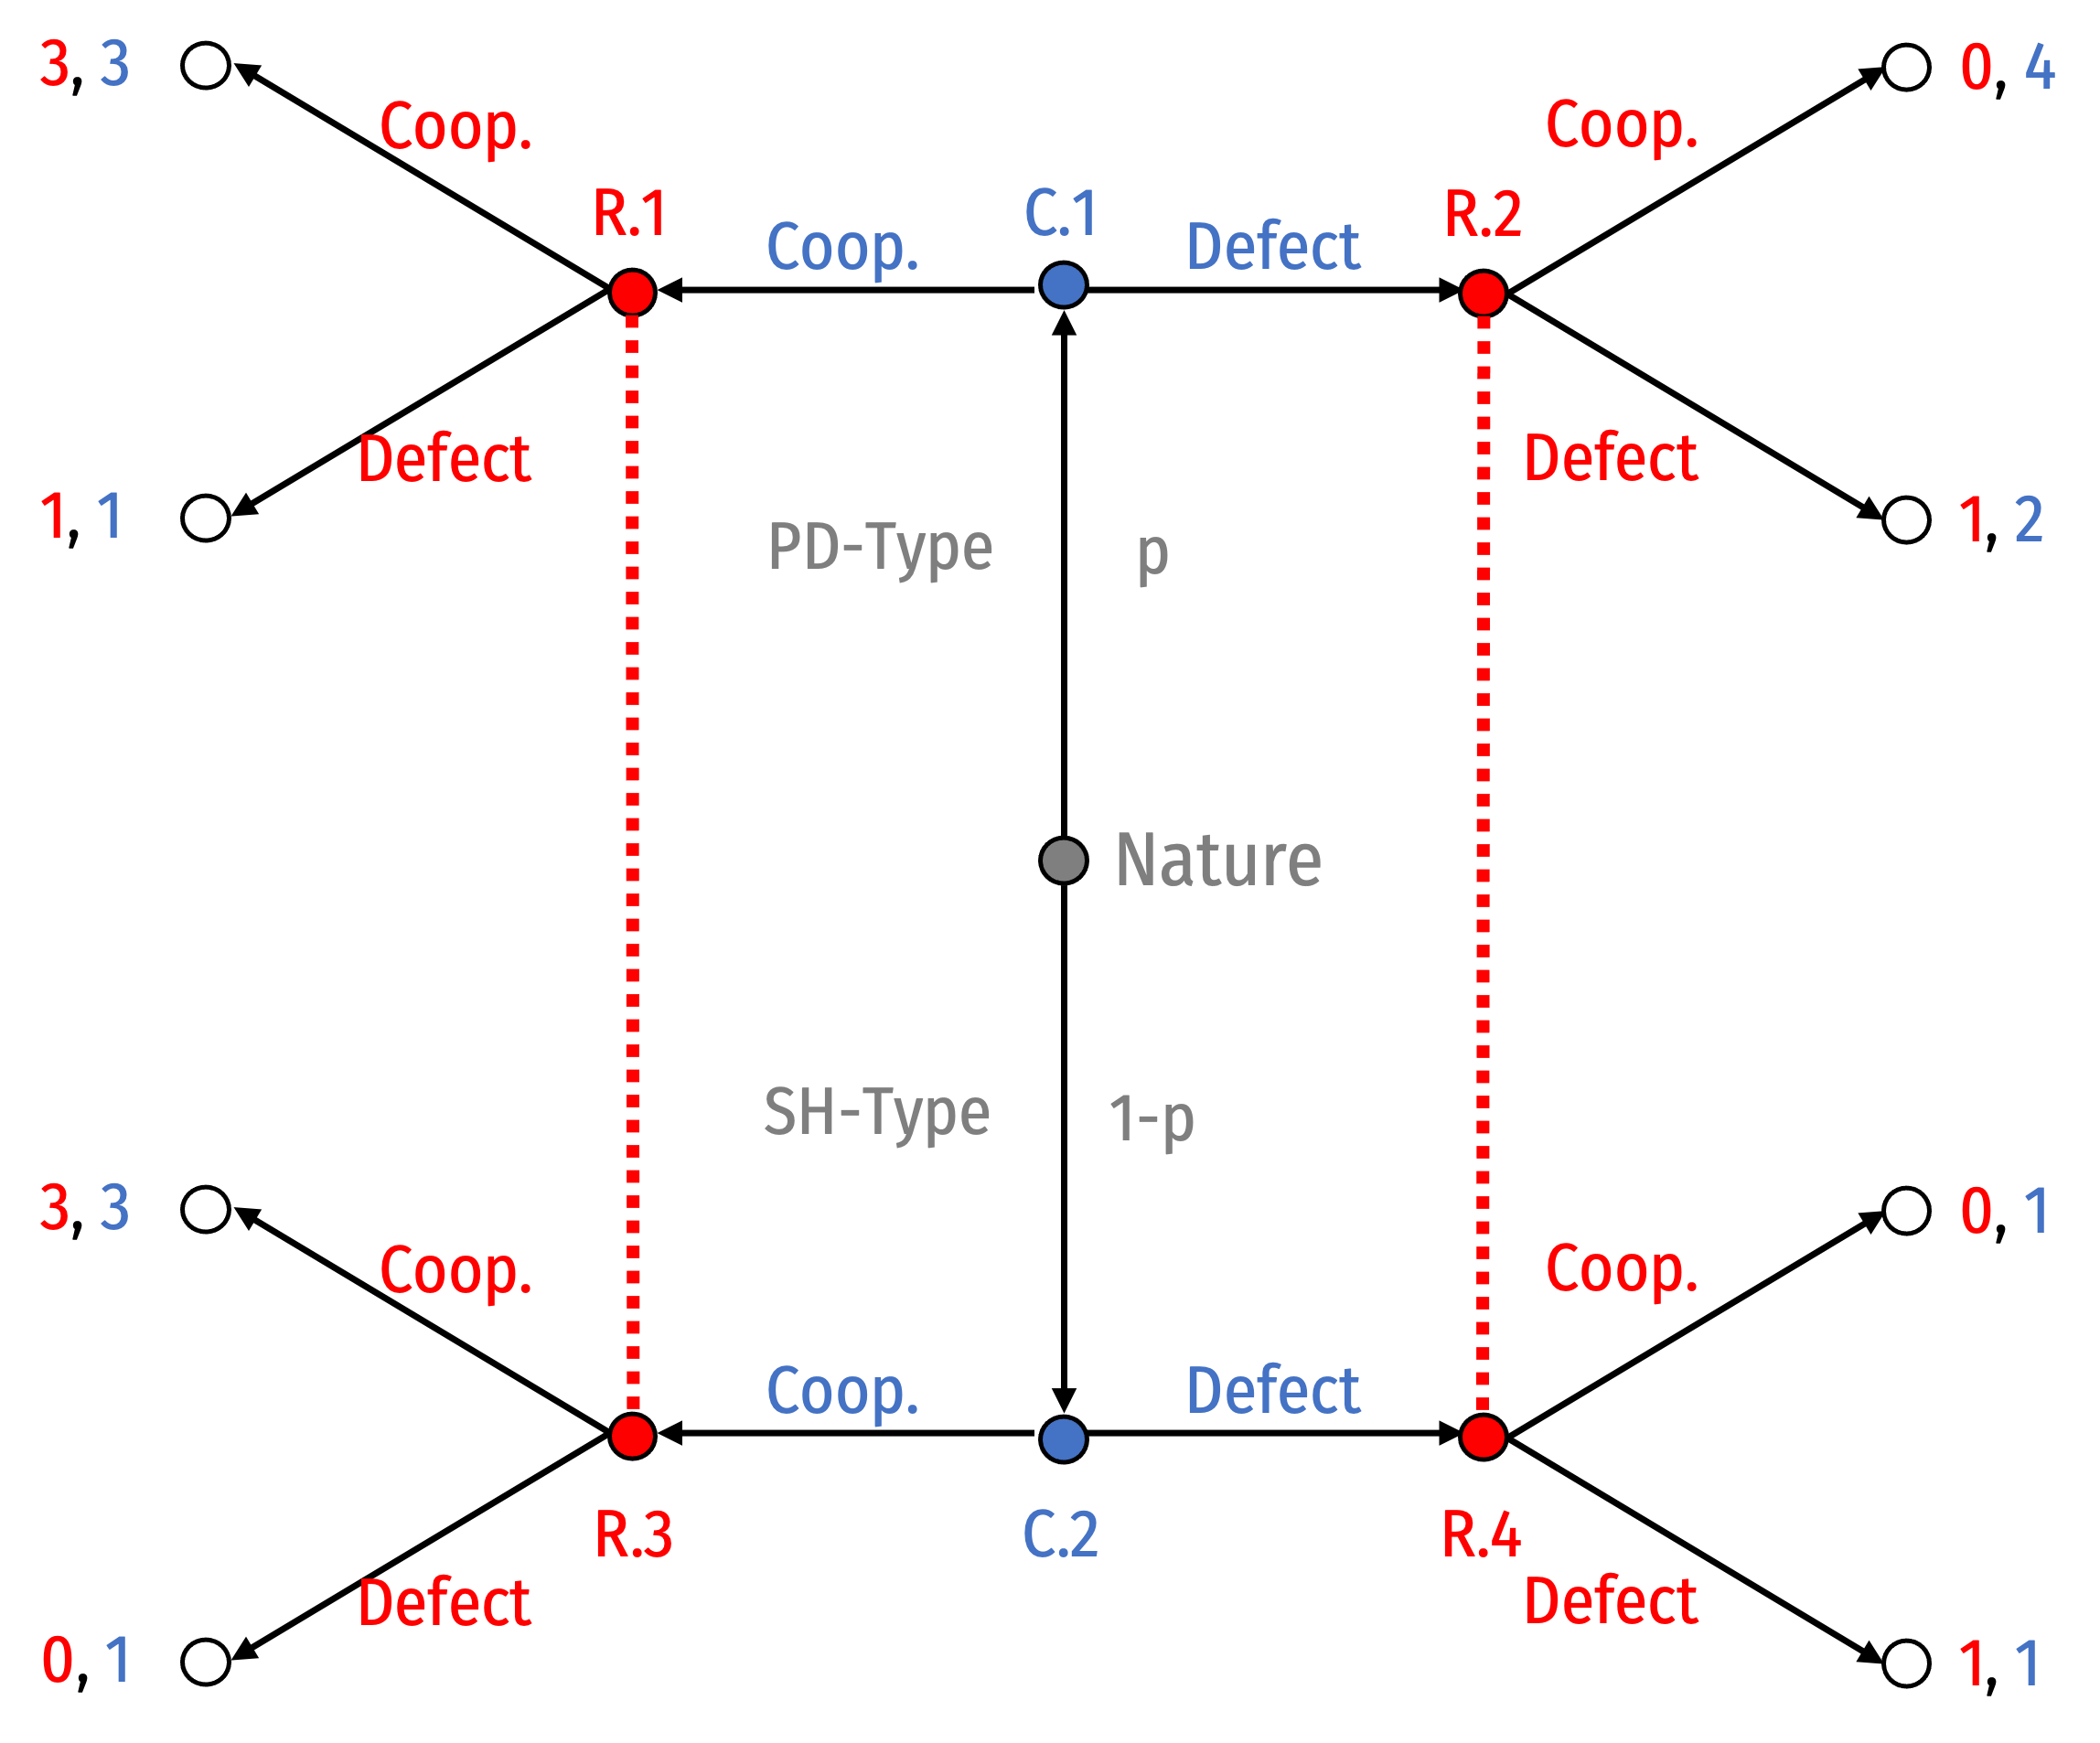 3, 3
0, 4
Coop.
Coop.
R.1
C.1
R.2
Coop.
Defect
Defect
Defect
1, 1
1, 2
PD-Type
p
Nature
SH-Type
1-p
3, 3
0, 1
Coop.
Coop.
Coop.
Defect
R.3
C.2
R.4
Defect
Defect
0, 1
1, 1